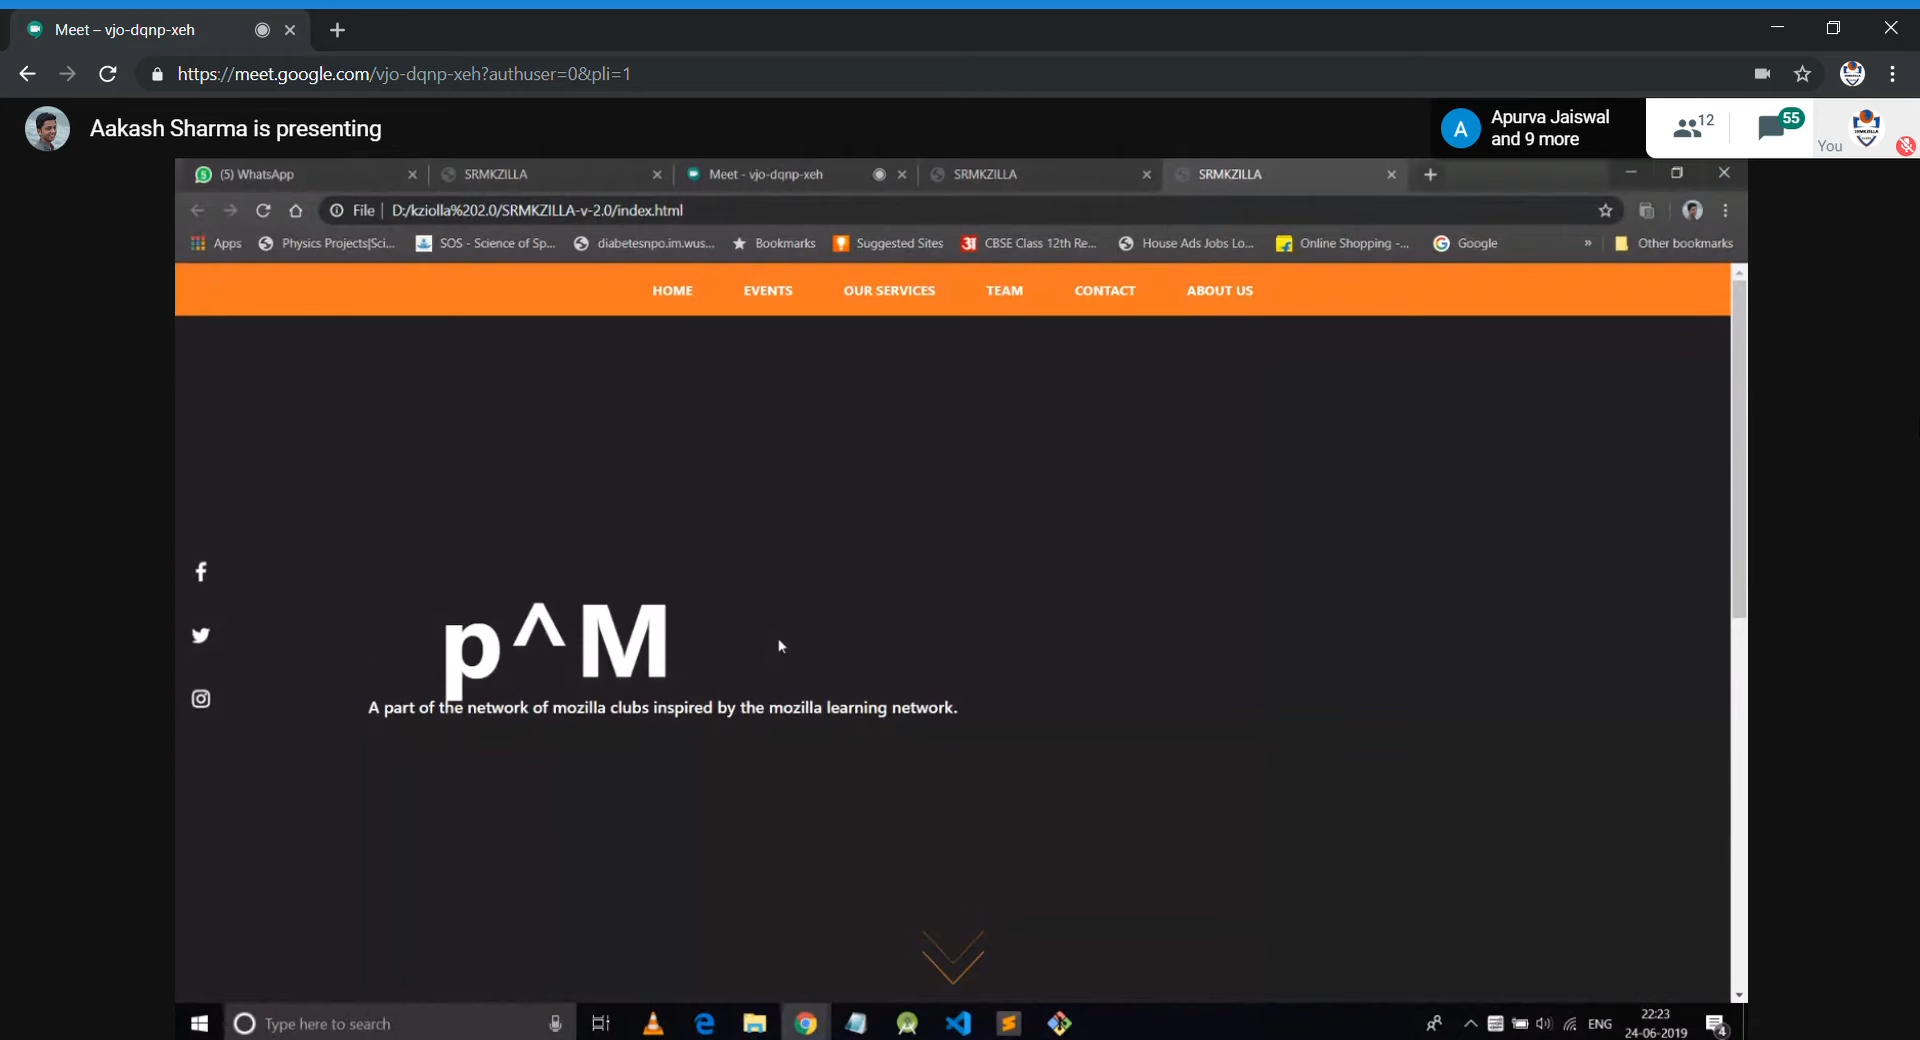 Meet – vjo-dqnp-xeh
https://meet.google.com/vjo-dqnp-xeh?authuser=0&pli=1
Aakash Sharma is presenting
A
Apurva Jaiswal
and 9 more
12
55
You
(5) WhatsApp
SRMKZILLA
Meet - vjo-dqnp-xeh
SRMKZILLA
SRMKZILLA
File
D:/kziolla%202.0/SRMKZILLA-v-2.0/index.html
Apps
Physics Projects|Sci...
SOS - Science of Sp...
diabetesnpo.im.wus...
Bookmarks
Suggested Sites
31
CBSE Class 12th Re...
House Ads Jobs Lo...
Online Shopping -...
Google
»
Other bookmarks
HOME
EVENTS
OUR SERVICES
TEAM
CONTACT
ABOUT US
p^M
A part of the network of mozilla clubs inspired by the mozilla learning network.
Type here to search
ENG
22:23
24-06-2019
4